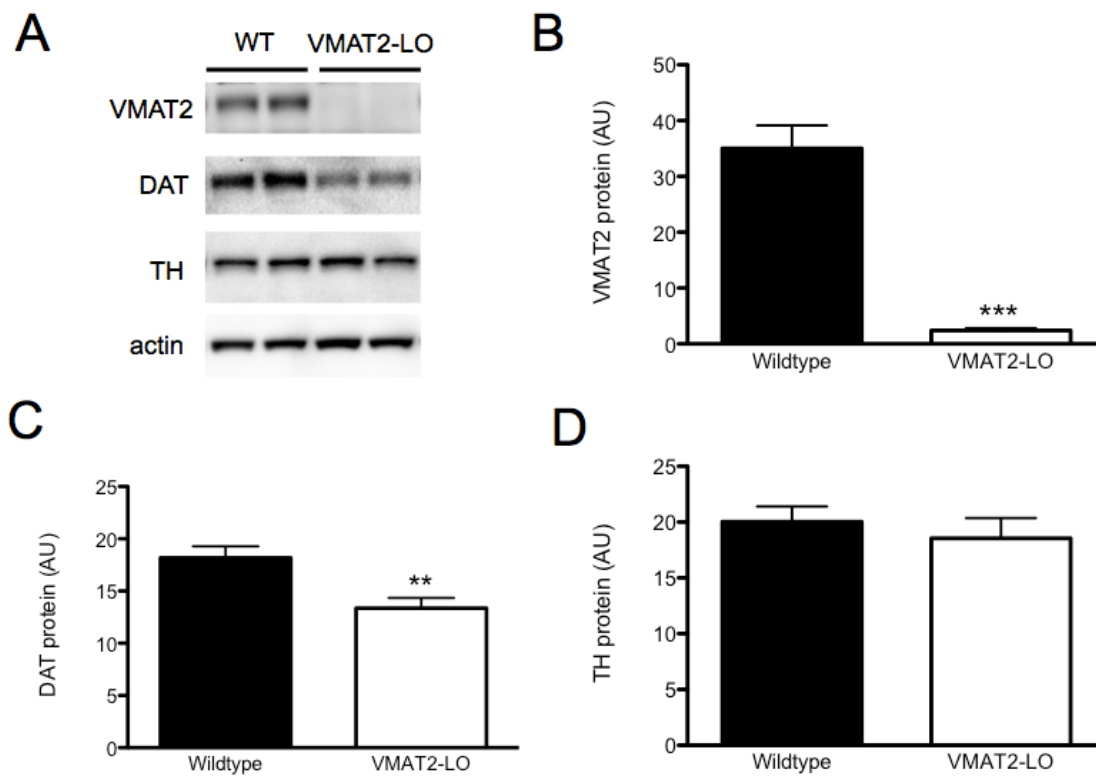 A
WT VMAT2-LO
VMAT2
DAT
TH
actin
B
VMAT2 protein (AU)
50
40
30
20
10
0
***
Wildtype VMAT2-LO
C
DAT protein (AU)
25
20
15
10
5
0
**
Wildtype VMAT2-LO
D
TH protein (AU)
25
20
15
10
5
0
Wildtype VMAT2-LO